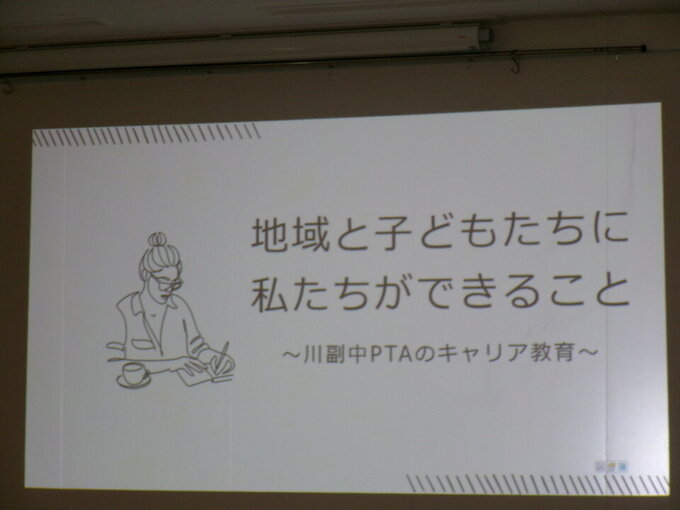 地域と子どもたちに
私たちができること
～川副中PTAのキャリア教育～